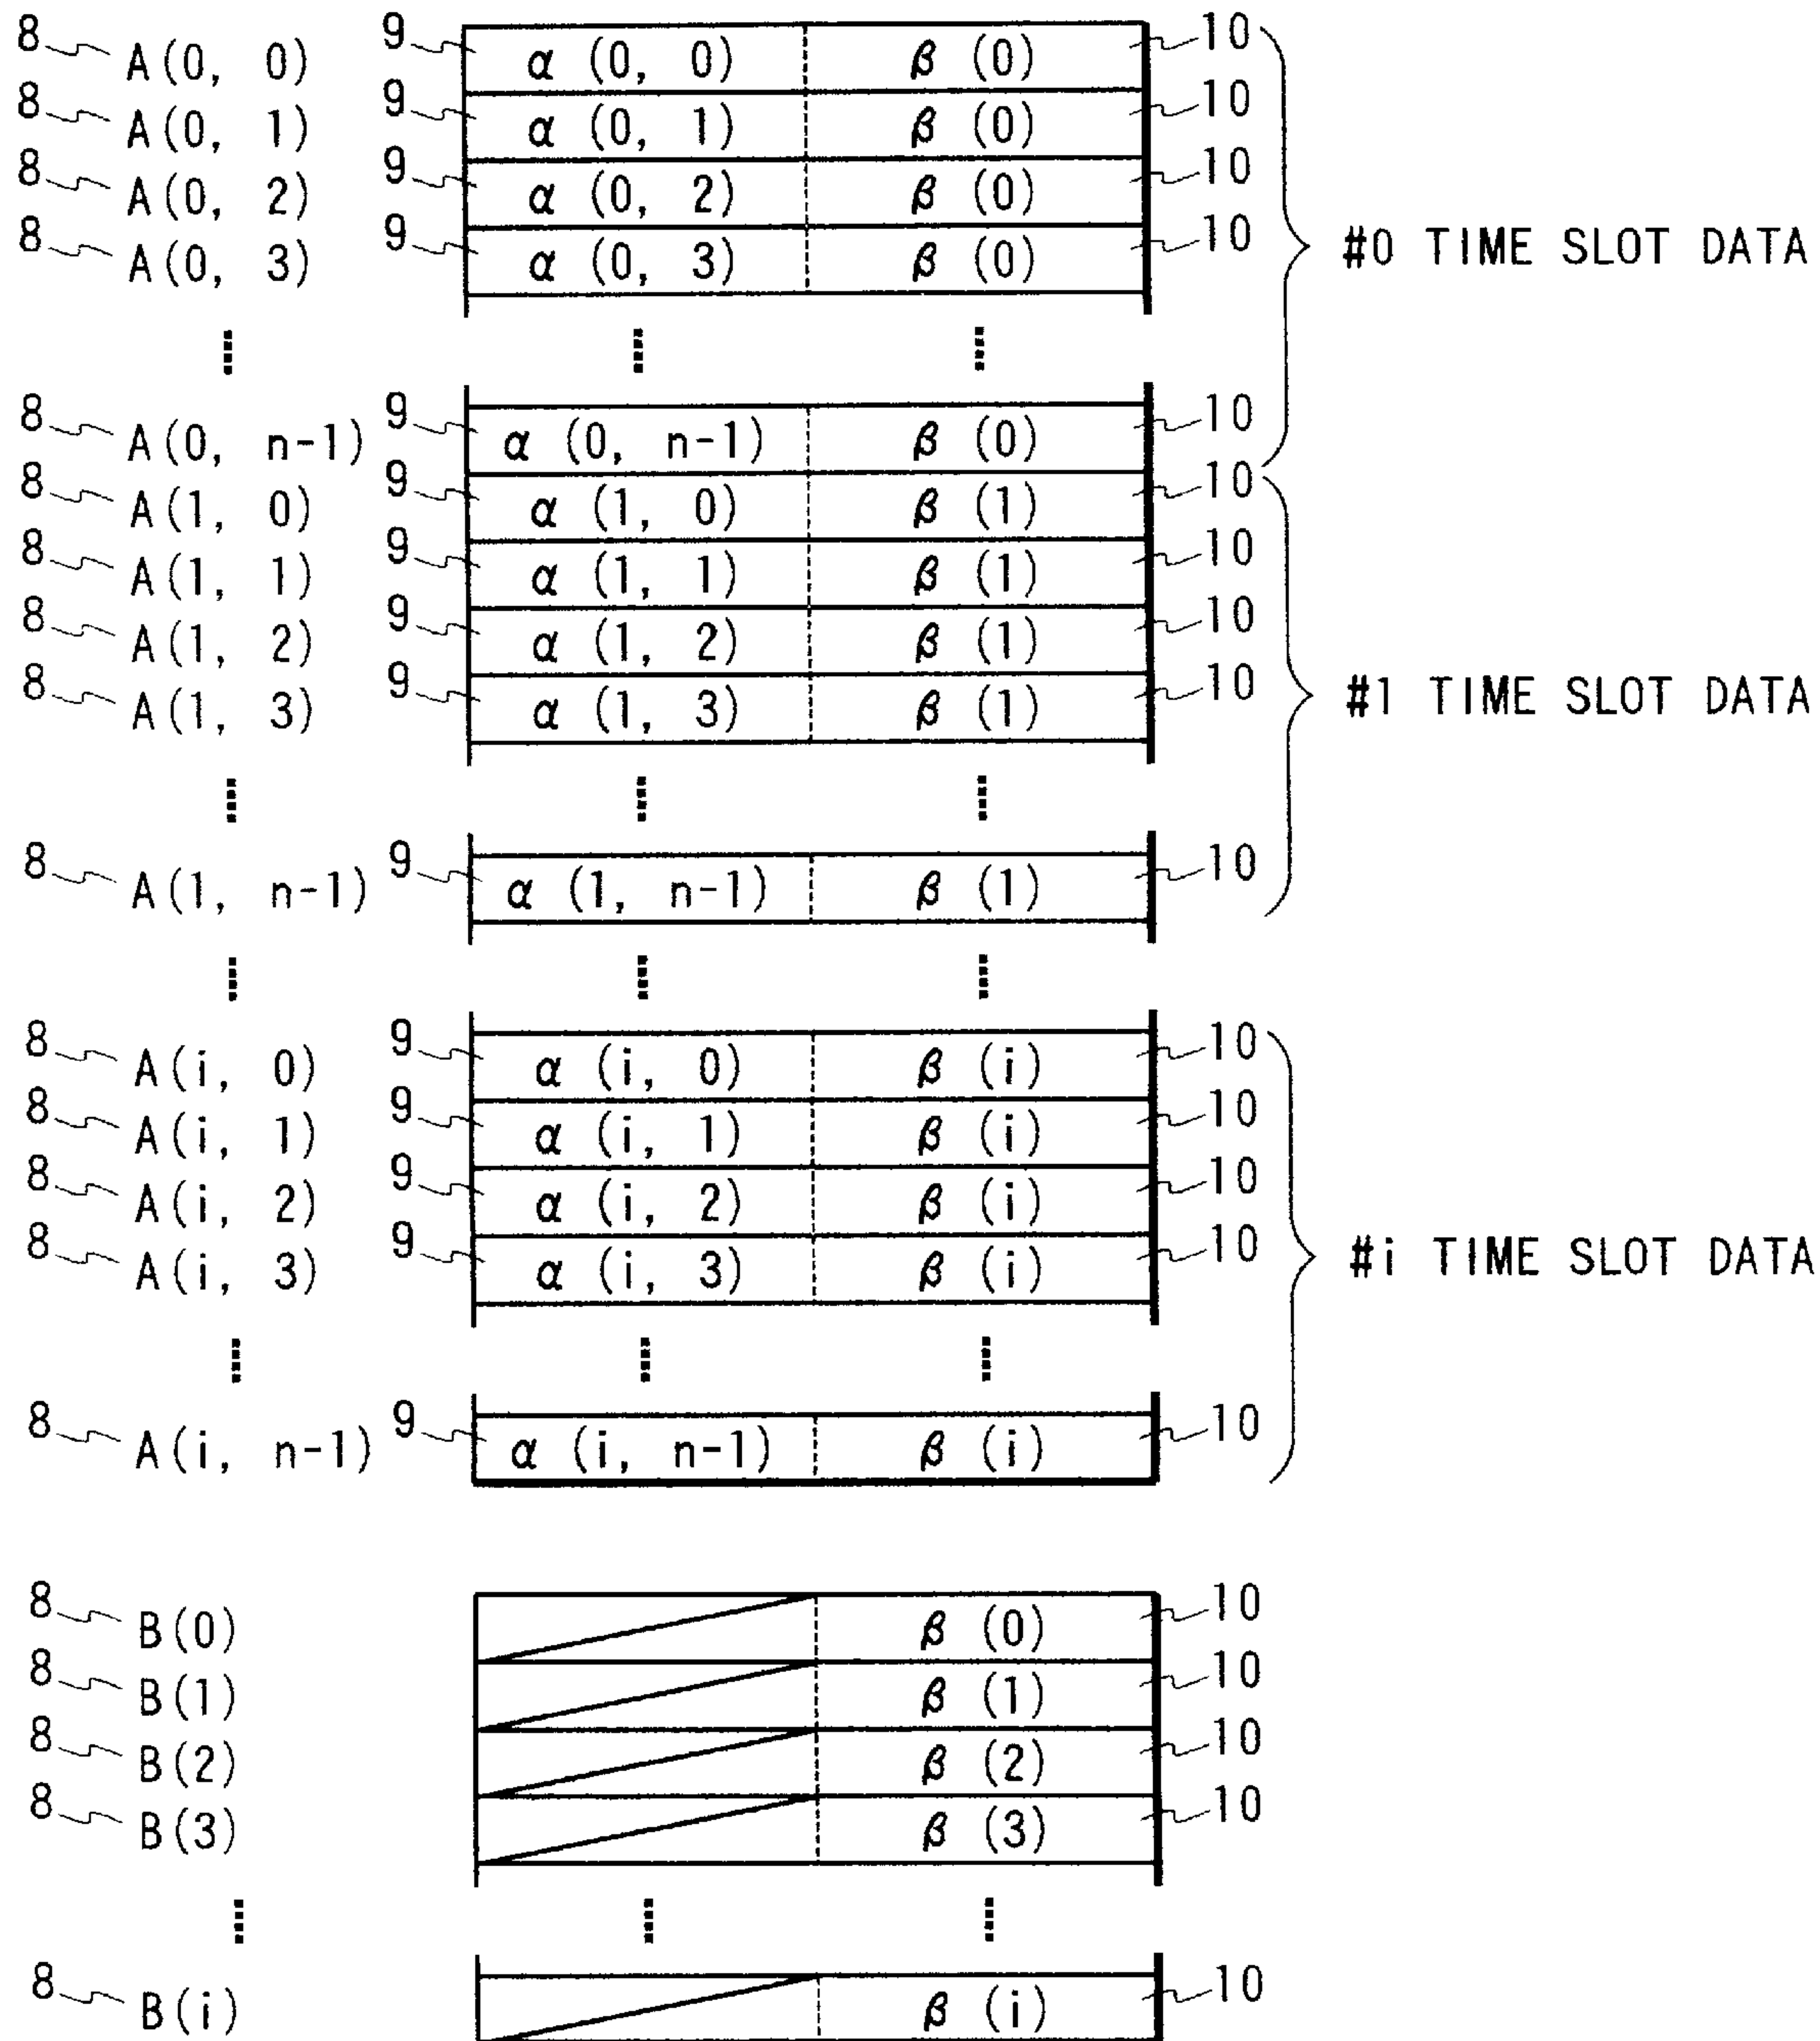 8 A(0, 0) 9 α (0, 0) β (0) 10
8 A(0, 1) 9 α (0, 1) β (0) 10
8 A(0, 2) 9 α (0, 2) β (0) 10
8 A(0, 3) 9 α (0, 3) β (0) 10
#0 TIME SLOT DATA
8 A(0, n-1) 9 α (0, n-1) β (0) 10
8 A(1, 0) 9 α (1, 0) β (1) 10
8 A(1, 1) 9 α (1, 1) β (1) 10
8 A(1, 2) 9 α (1, 2) β (1) 10
8 A(1, 3) 9 α (1, 3) β (1) 10
#1 TIME SLOT DATA
8 A(1, n-1) 9 α (1, n-1) β (1) 10
8 A(i, 0) 9 α (i, 0) β (i) 10
8 A(i, 1) 9 α (i, 1) β (i) 10
8 A(i, 2) 9 α (i, 2) β (i) 10
8 A(i, 3) 9 α (i, 3) β (i) 10
#i TIME SLOT DATA
8 A(i, n-1) 9 α (i, n-1) β (i) 10
8 B(0) β (0) 10
8 B(1) β (1) 10
8 B(2) β (2) 10
8 B(3) β (3) 10
8 B(i) β (i) 10